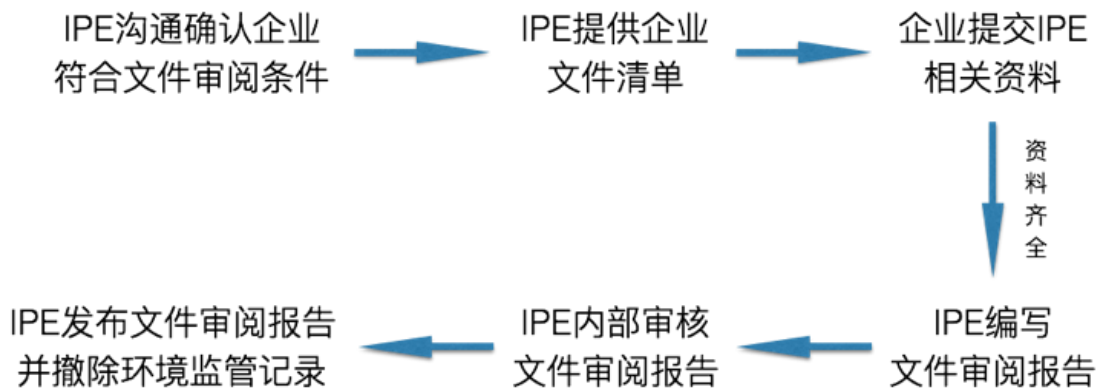 IPE沟通确认企业
符合文件审阅条件
IPE提供企业
文件清单
企业提交IPE
相关资料
资料齐全
IPE编写
文件审阅报告
IPE内部审核
文件审阅报告
IPE发布文件审阅报告
并撤除环境监管记录